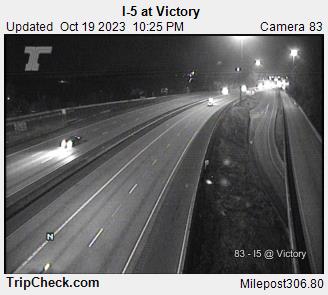 I-5 at Victory
Updated Oct 19 2023 10:25 PM Camera 83
T
N
83 - I5 @ Victory
TripCheck.com Milepost306.80